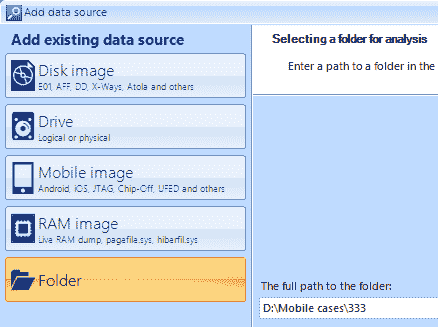 Add data source
Add existing data source
Disk image
E01, AFF, DD, X-Ways, Atola and others
Drive
Logical or physical
Mobile image
Android, iOS, JTAG, Chip-Off, UFED and others
RAM image
Live RAM dump, pagefile.sys, hiberfil.sys
Folder
Selecting a folder for analysis
Enter a path to a folder in the
The full path to the folder:
D:\Mobile cases\333